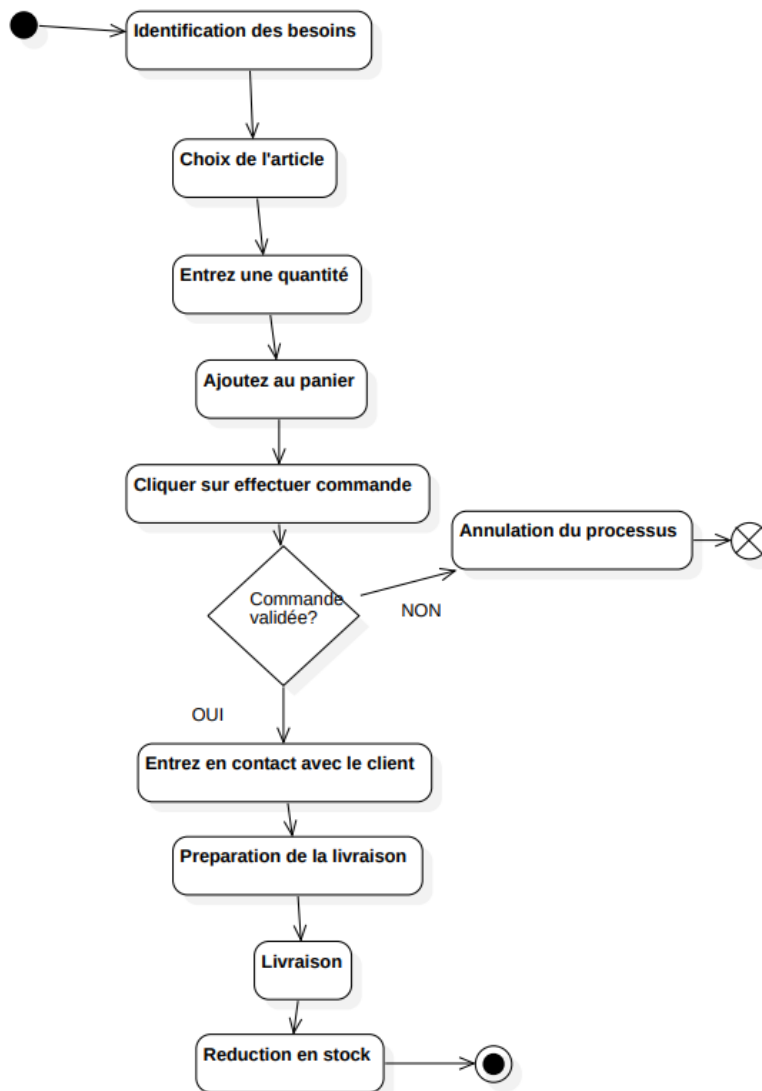 Identification des besoins
Choix de l'article
Entrez une quantité
Ajoutez au panier
Cliquer sur effectuer commande
Annulation du processus
Commande
validée?
NON
OUI
Entrez en contact avec le client
Preparation de la livraison
Livraison
Reduction en stock